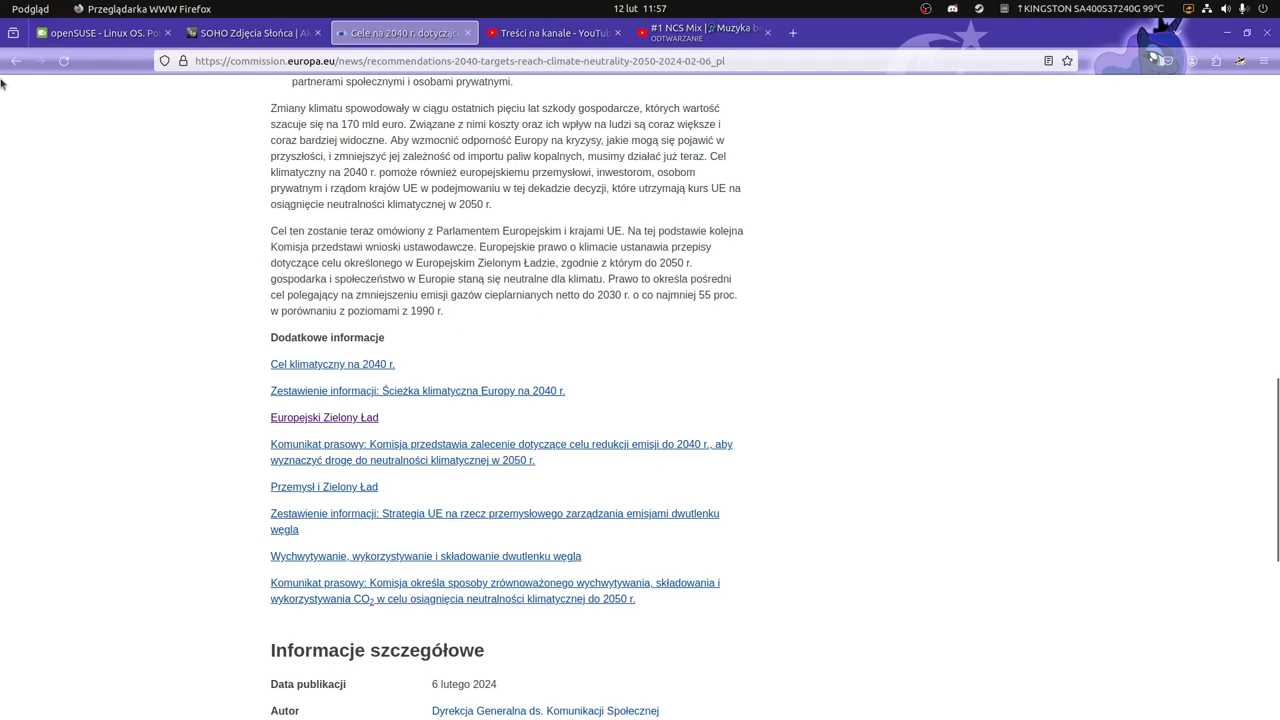 Podgląd
Przeglądarka WWW Firefox
12 lut 11:53
KINGSTON SA400S37240G 99℃
openSUSE - Linux OS. Pol
SOHO Zdjęcia Słońca | Ak
Cele na 2040 r. dotyczące
Treści na kanale - YouTub
#1 NCS Mix | 🎵Muzyka be
ODTWARZANIE
https://commission.europa.eu/news/recommendations-2040-targets-reach-climate-neutrality-2050-2024-02-06_pl
partnerami społecznymi i osobami prywatnymi.
Zmiany klimatu spowodowały w ciągu ostatnich pięciu lat szkody gospodarcze, których wartość
szacuje się na 170 mld euro. Związane z nimi koszty oraz ich wpływ na ludzi są coraz większe i
coraz bardziej widoczne. Aby wzmocnić odporność Europy na kryzysy, jakie mogą się pojawić w
przyszłości, i zmniejszyć jej zależność od importu paliw kopalnych, musimy działać już teraz. Cel
klimatyczny na 2040 r. pomoże również europejskiemu przemysłowi, inwestorom, osobom
prywatnym i rządom krajów UE w podejmowaniu w tej dekadzie decyzji, które utrzymają kurs UE na
osiągnięcie neutralności klimatycznej w 2050 r.
Cel ten zostanie teraz omówiony z Parlamentem Europejskim i krajami UE. Na tej podstawie kolejna
Komisja przedstawi wnioski ustawodawcze. Europejskie prawo o klimacie ustanawia przepisy
dotyczące celu określonego w Europejskim Zielonym Ładzie, zgodnie z którym do 2050 r.
gospodarka i społeczeństwo w Europie staną się neutralne dla klimatu. Prawo to określa pośredni
cel polegający na zmniejszeniu emisji gazów cieplarnianych netto do 2030 r. o co najmniej 55 proc.
w porównaniu z poziomami z 1990 r.
Dodatkowe informacje
Cel klimatyczny na 2040 r.
Zestawienie informacji: Ścieżka klimatyczna Europy na 2040 r.
Europejski Zielony Ład
Komunikat prasowy: Komisja przedstawia zalecenie dotyczące celu redukcji emisji do 2040 r., aby
wyznaczyć drogę do neutralności klimatycznej w 2050 r.
Przemysł i Zielony Ład
Zestawienie informacji: Strategia UE na rzecz przemysłowego zarządzania emisjami dwutlenku
węgla
Wychwytywanie, wykorzystywanie i składowanie dwutlenku węgla
Komunikat prasowy: Komisja określa sposoby zrównoważonego wychwytywania, składowania i
wykorzystywania CO2 w celu osiągnięcia neutralności klimatycznej do 2050 r.
Informacje szczegółowe
Data publikacji
6 lutego 2024
Autor
Dyrekcja Generalna ds. Komunikacji Społecznej